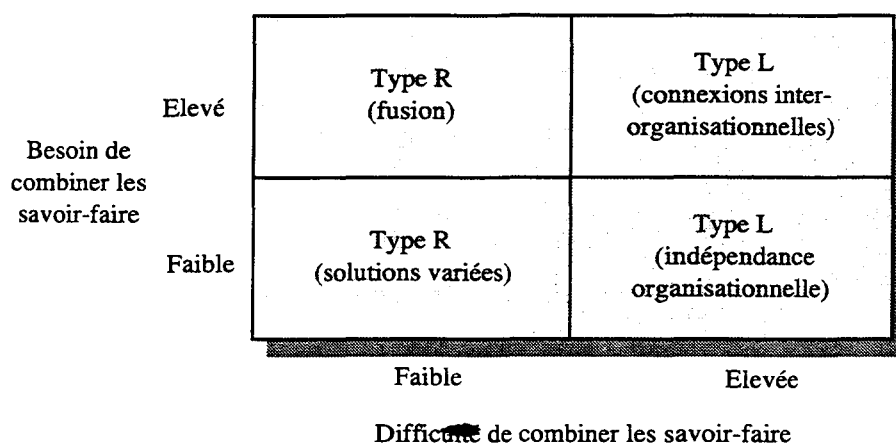 Type R
(fusion)
Type L
(connexions inter-
organisationnelles)
Elevé
Besoin de
combiner les
savoir-faire
Type R
(solutions variées)
Type L
(indépendance
organisationnelle)
Faible
Faible
Elevée
Difficulté de combiner les savoir-faire